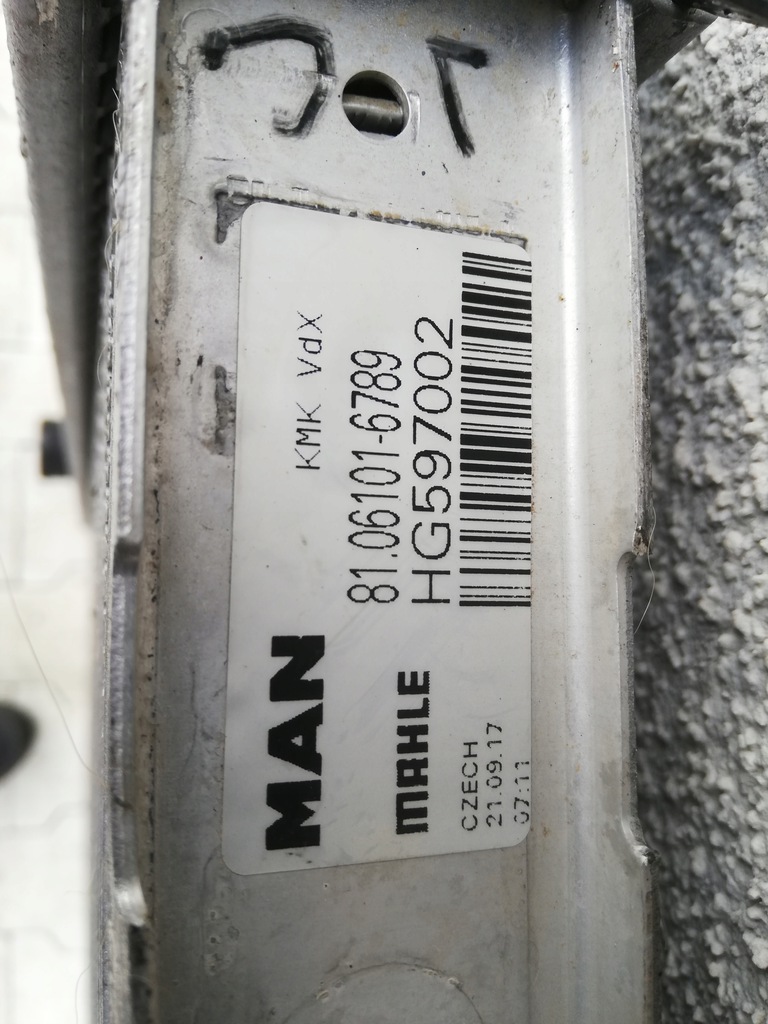 KMK VdX
81.06101-6789
HG597002
MAN
MAHLE
CZECH
21.09.17
07:11